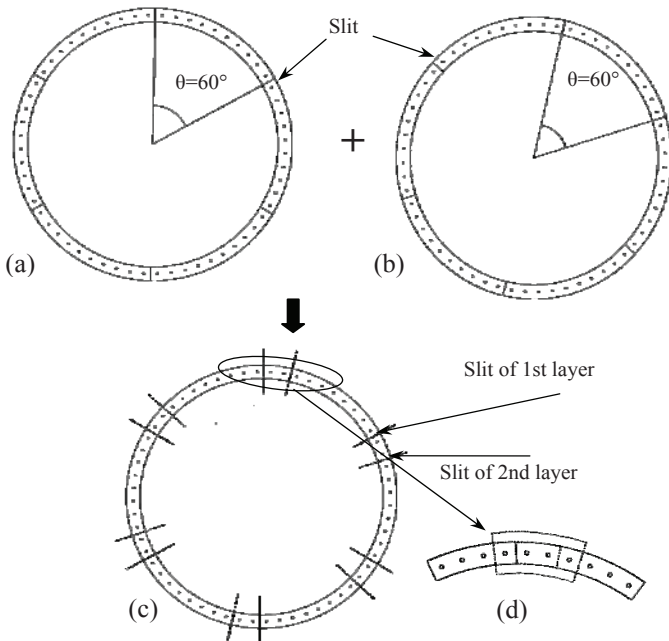 Slit
θ=60°
θ=60°
+
(a)
(b)
Slit of 1st layer
Slit of 2nd layer
(c)
(d)